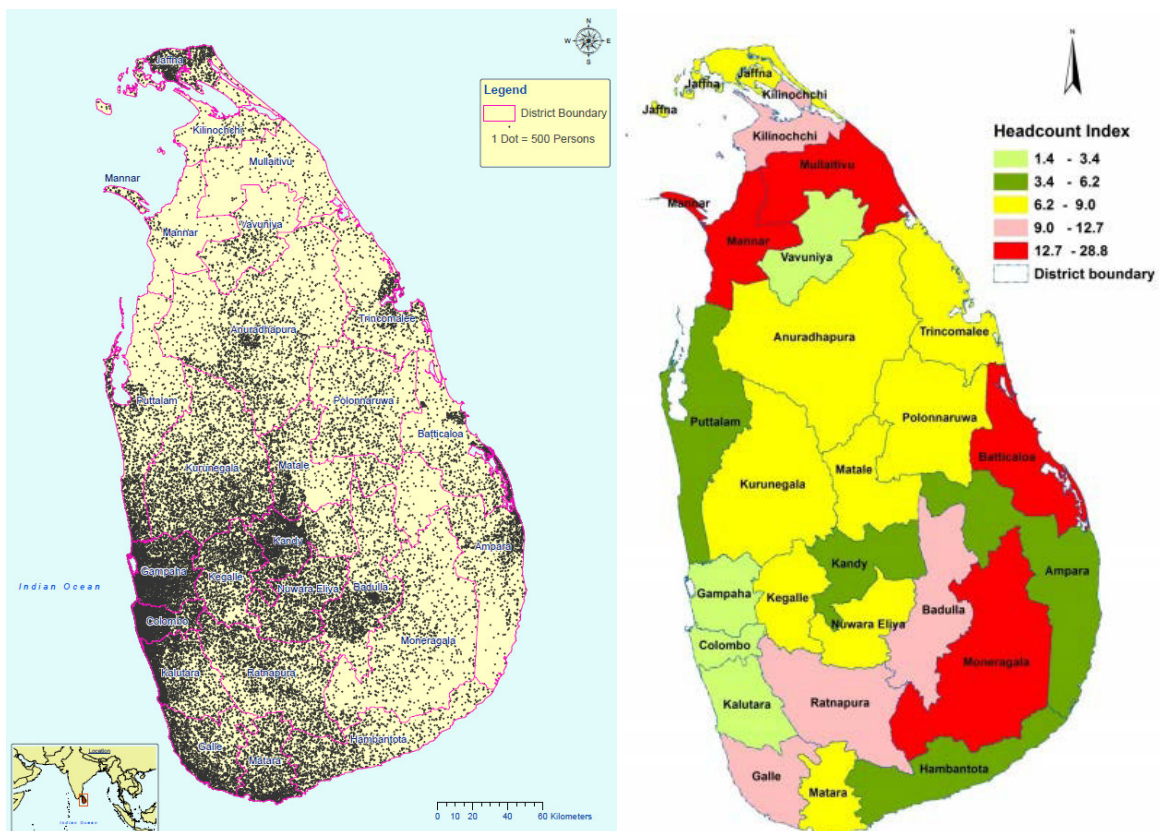 N
W E
S
Legend
District Boundary
1 Dot = 500 Persons
Jaffna
Kilinochchi
Mullaitivu
Mannar
Mannar
Vavuniya
Trincomalee
Anuradhapura
Puttalam
Polonnaruwa
Batticaloa
Kurunegala
Matale
Kandy
Ampara
Gampaha
Kegalle
Nuwara Eliya
Badulla
Indian Ocean
Colombo
Moneragala
Kalutara
Ratnapura
Galle
Hambantota
Matara
Location
Indian Ocean
0 10 20 40 60 Kilometers
N
Headcount Index
1.4 - 3.4
3.4 - 6.2
6.2 - 9.0
9.0 - 12.7
12.7 - 28.8
District boundary
Jaffna
Jaffna
Jaffna
Kilinochchi
Kilinochchi
Mullaitivu
Mannar
Mannar
Vavuniya
Anuradhapura
Trincomalee
Puttalam
Polonnaruwa
Batticaloe
Kurunegala
Matale
Kandy
Ampara
Gampaha
Kegalle
Badulla
Nuwara Eliya
Colombo
Moneragala
Kalutara
Ratnapura
Galle
Hambantota
Matara